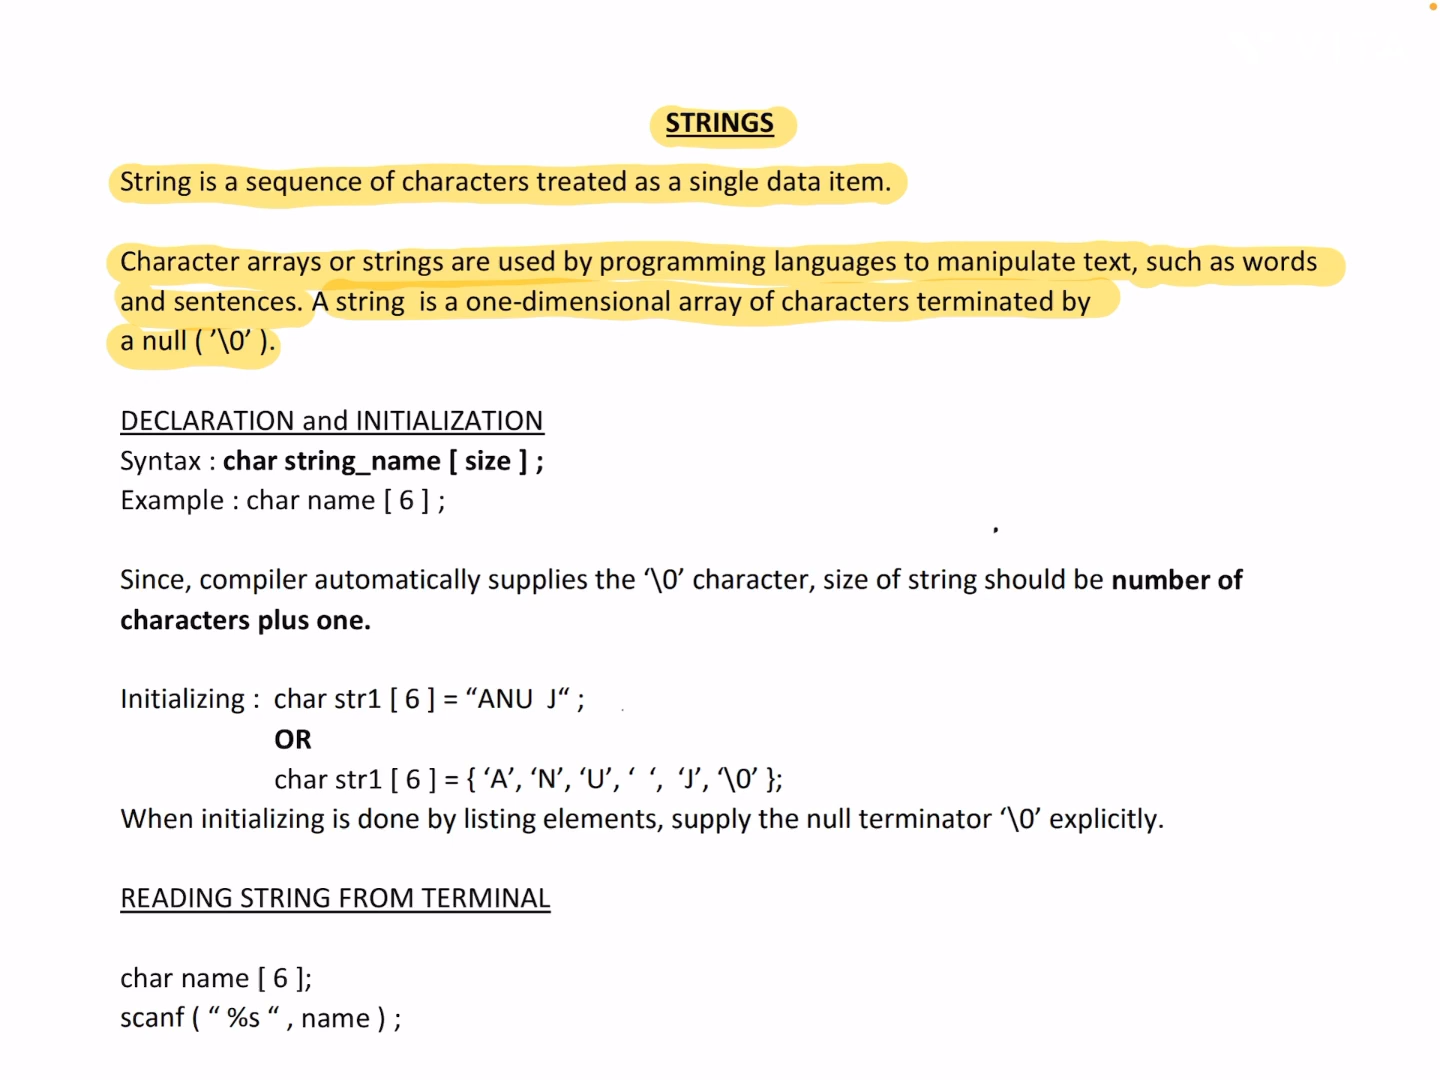 STRINGS
String is a sequence of characters treated as a single data item.
Character arrays or strings are used by programming languages to manipulate text, such as words
and sentences. A string  is a one-dimensional array of characters terminated by
a null ( ’\0’ ).
DECLARATION and INITIALIZATION
Syntax : char string_name [ size ] ;
Example : char name [ 6 ] ;
Since, compiler automatically supplies the ‘\0’ character, size of string should be number of
characters plus one.
Initializing :  char str1 [ 6 ] = “ANU  J“ ;
OR
char str1 [ 6 ] = { ‘A’, ‘N’, ‘U’, ‘  ‘,  ‘J’, ‘\0’ };
When initializing is done by listing elements, supply the null terminator ‘\0’ explicitly.
READING STRING FROM TERMINAL
char name [ 6 ];
scanf ( “ %s “ , name ) ;